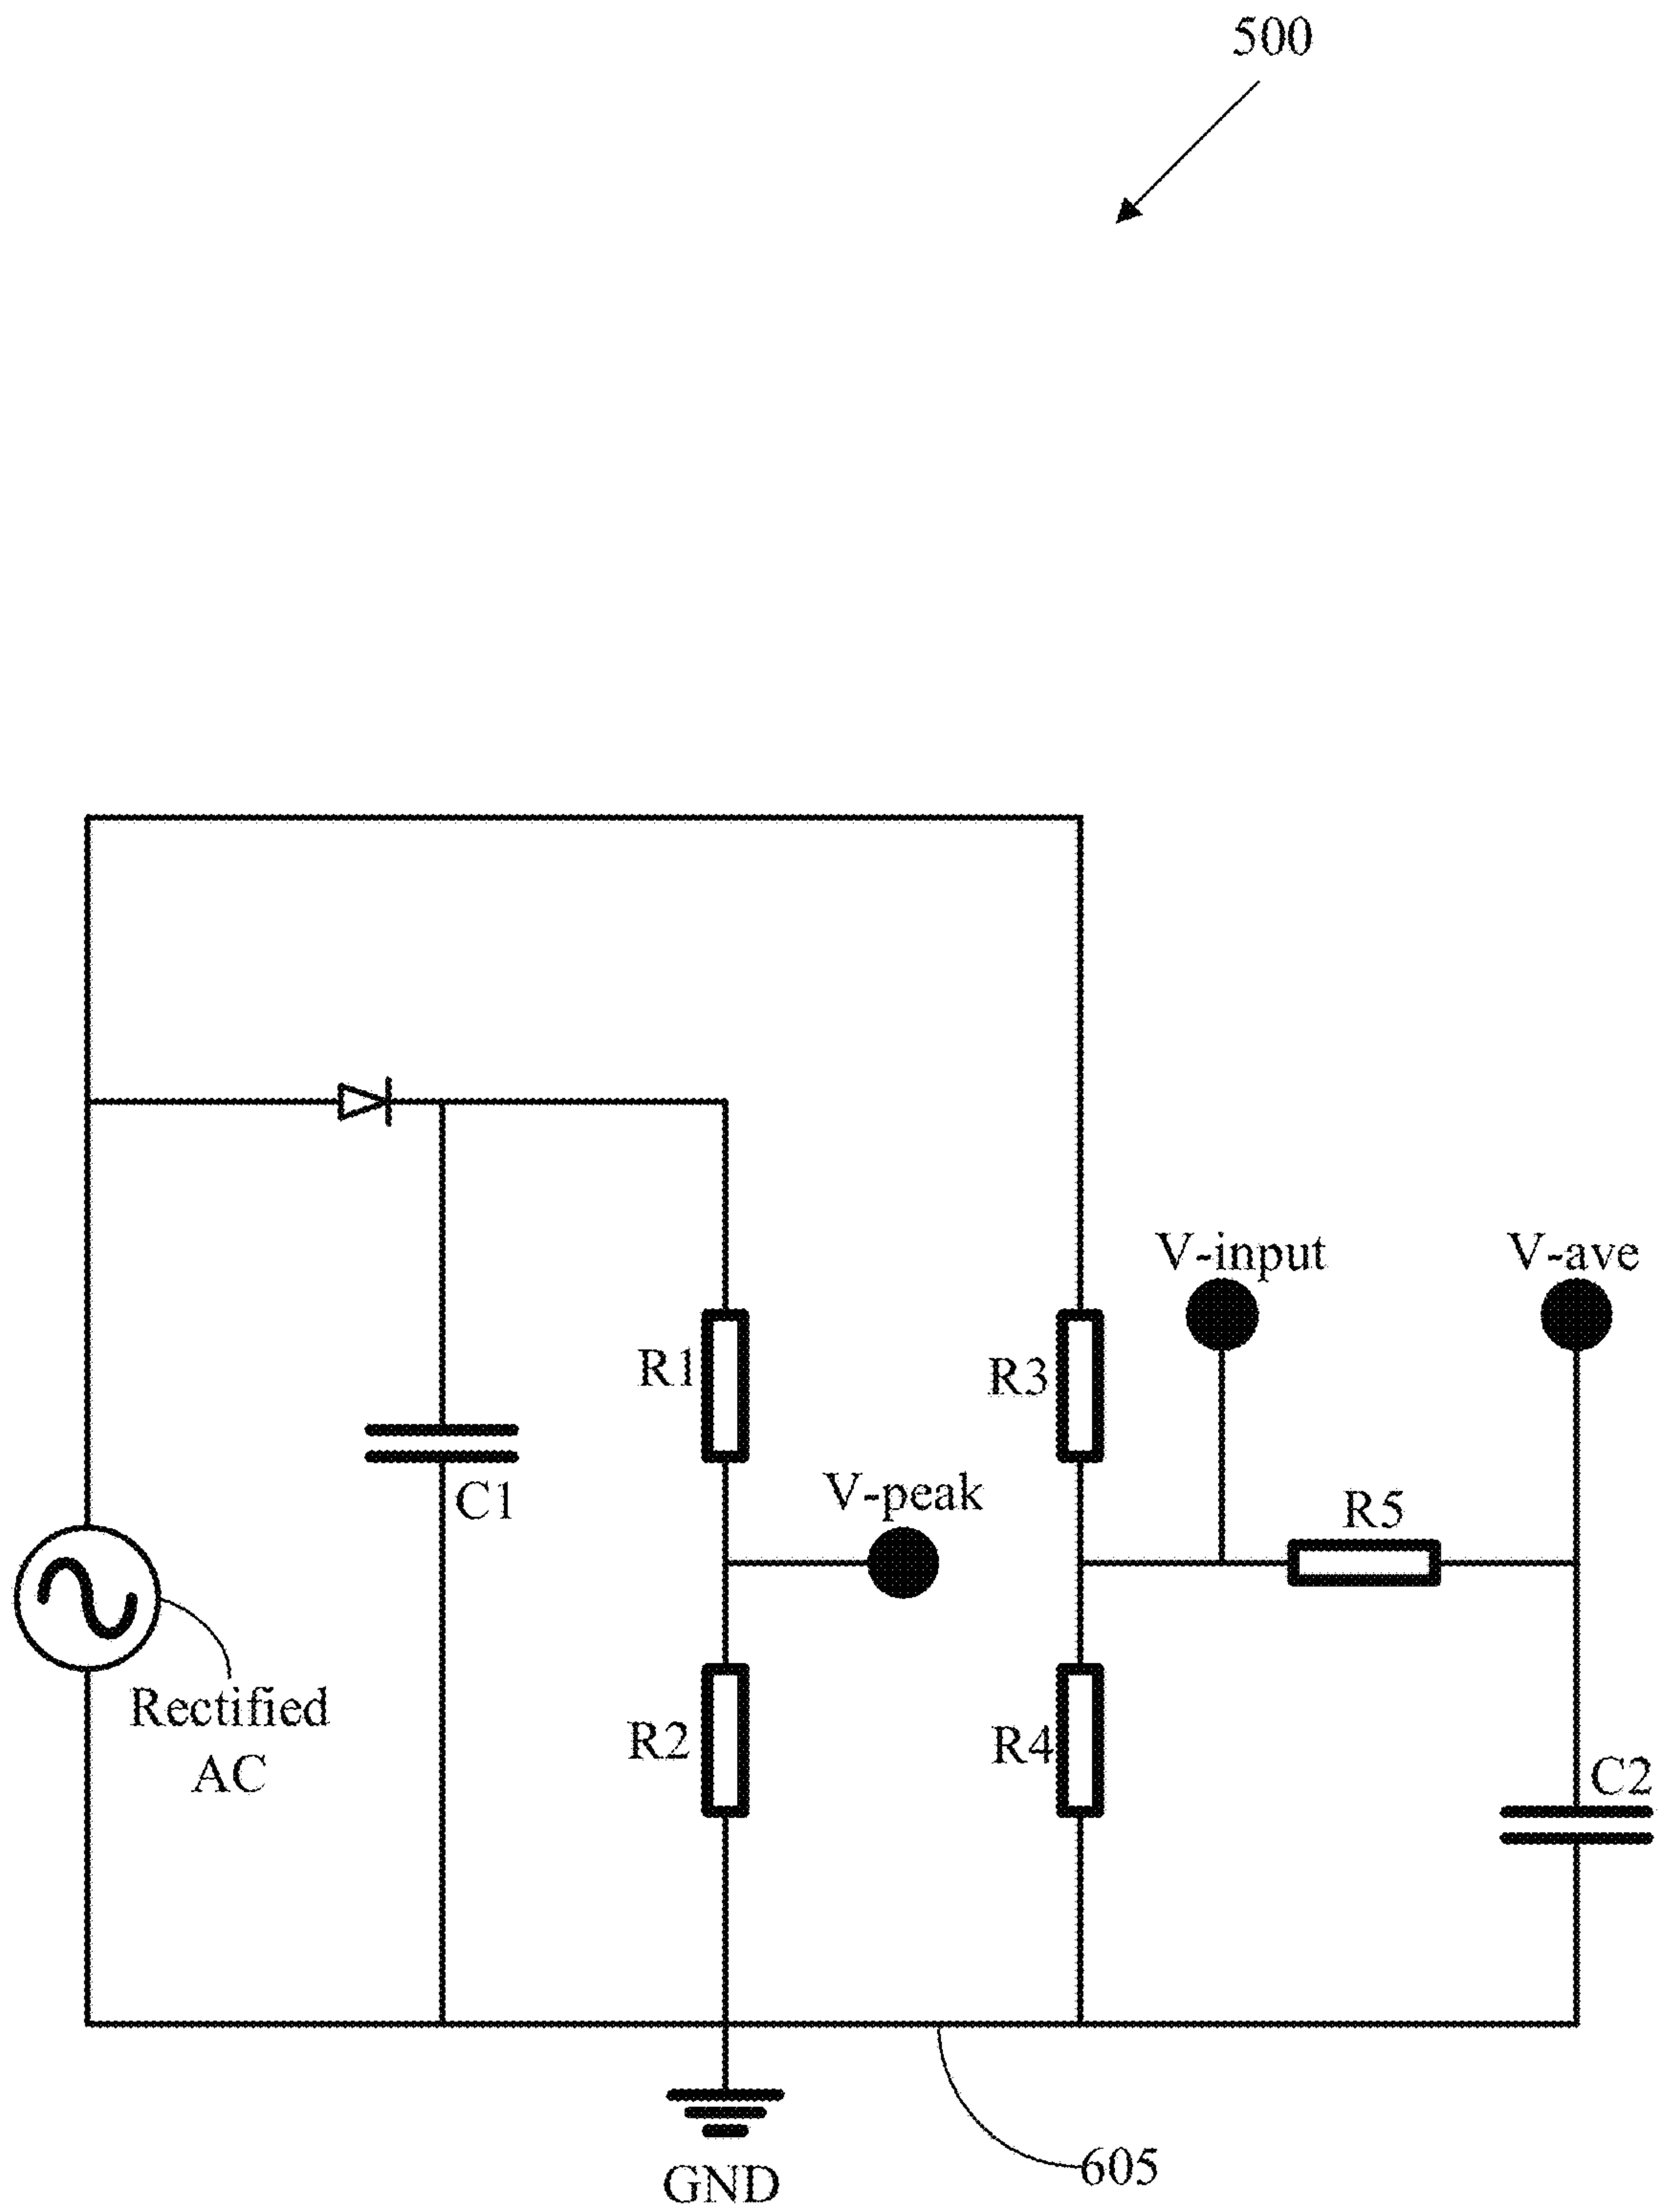 500
V-input
V-ave
R1
R3
V-peak
C1
R5
Rectified
AC
R2
R4
C2
GND
605